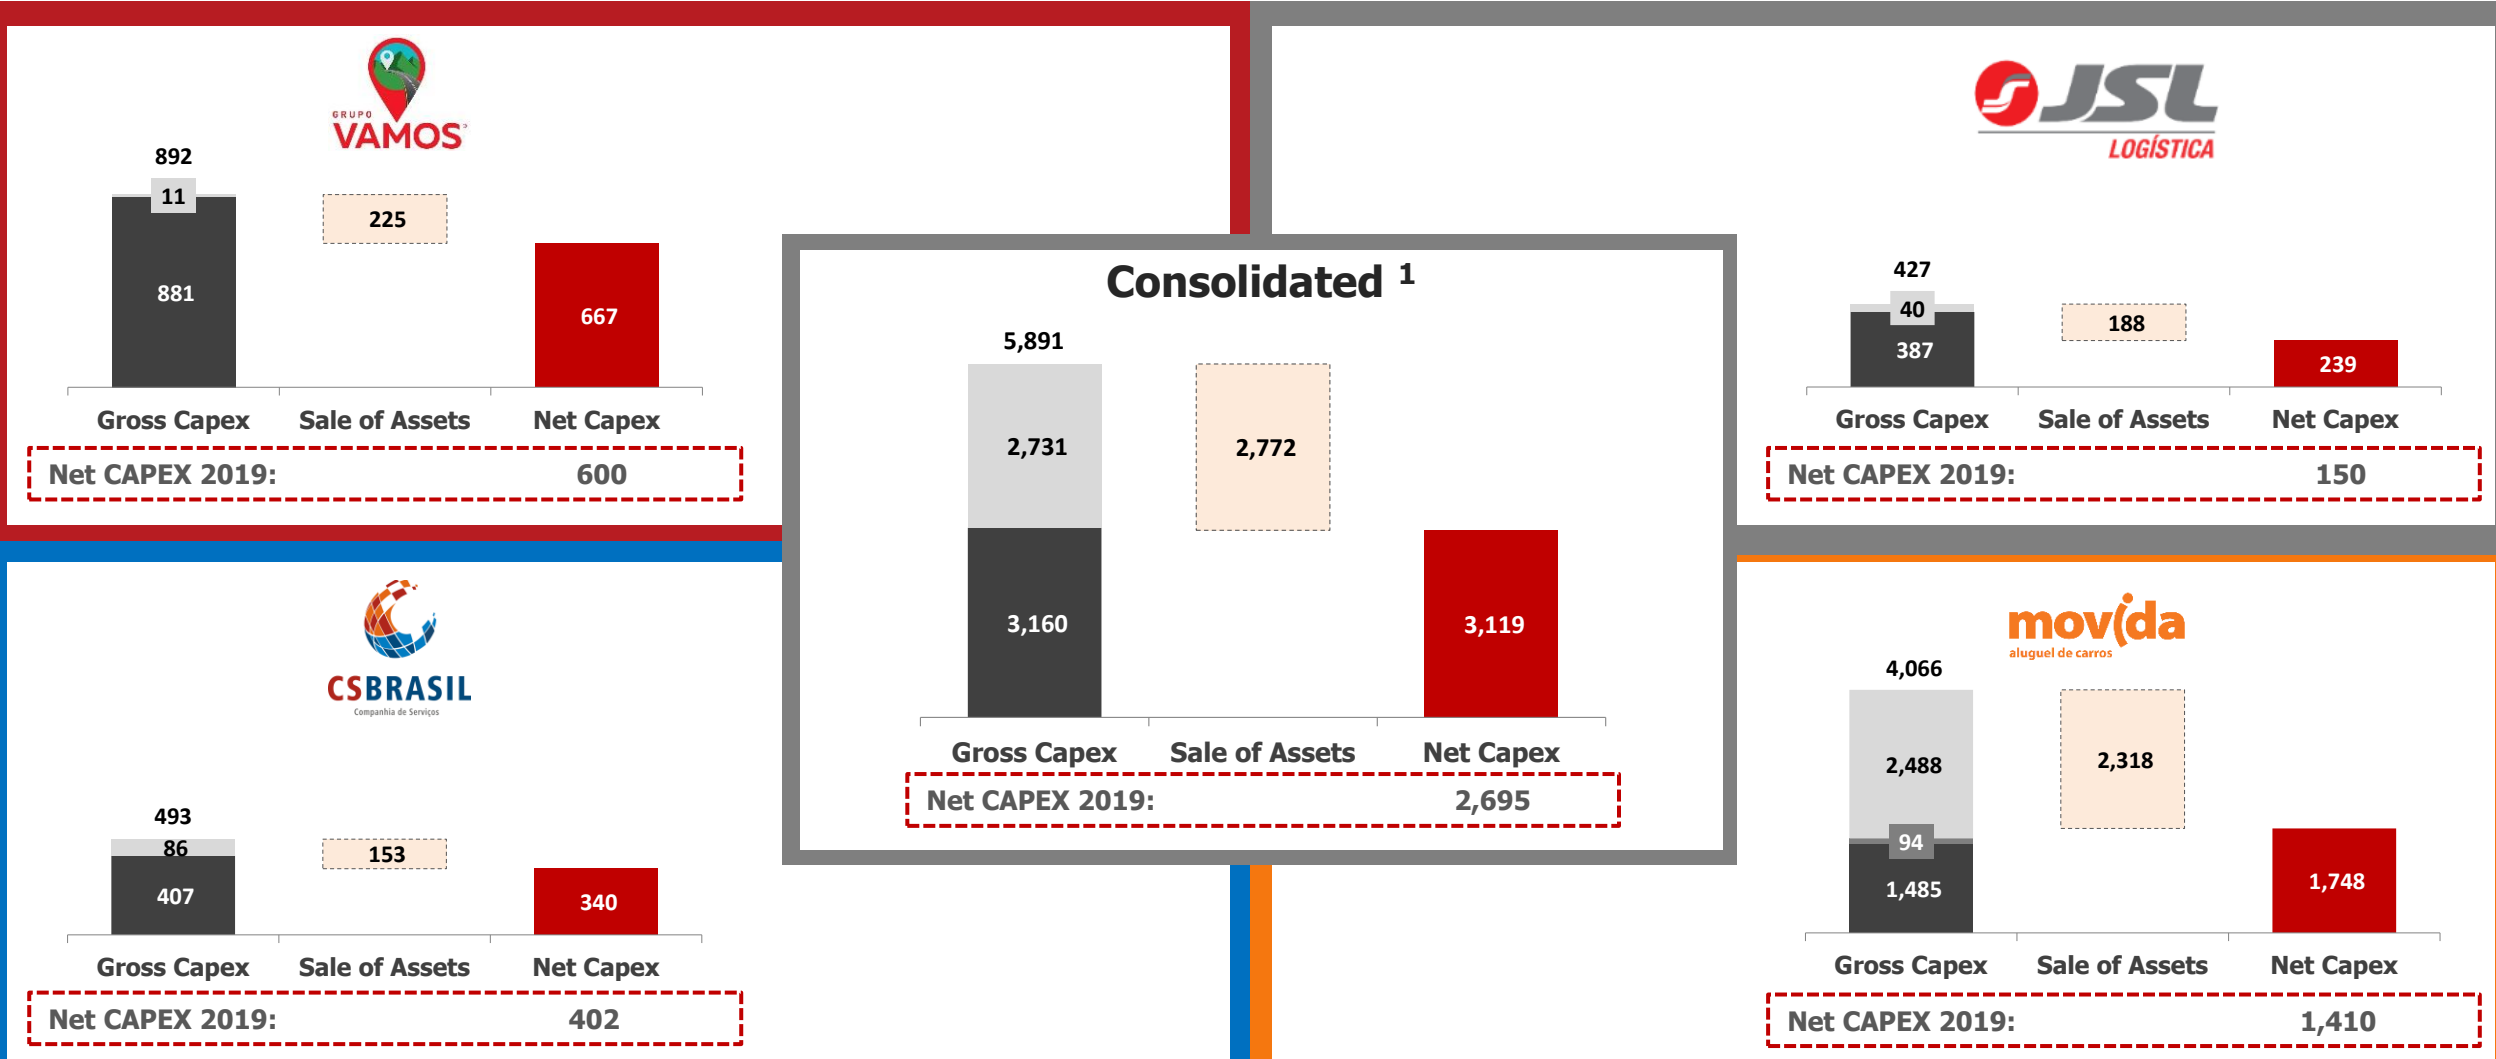 GRUPO
VAMOS
892
11
881
225
667
Gross Capex Sale of Assets Net Capex
Net CAPEX 2019: 600
JSL
LOGÍSTICA
427
40
387
188
239
Gross Capex Sale of Assets Net Capex
Net CAPEX 2019: 150
Consolidated 1
5,891
2,731
3,160
2,772
3,119
Gross Capex Sale of Assets Net Capex
Net CAPEX 2019: 2,695
CSBRASIL
Companhia de Serviços
493
86
407
153
340
Gross Capex Sale of Assets Net Capex
Net CAPEX 2019: 402
movida
aluguel de carros
4,066
2,488
94
1,485
2,318
1,748
Gross Capex Sale of Assets Net Capex
Net CAPEX 2019: 1,410